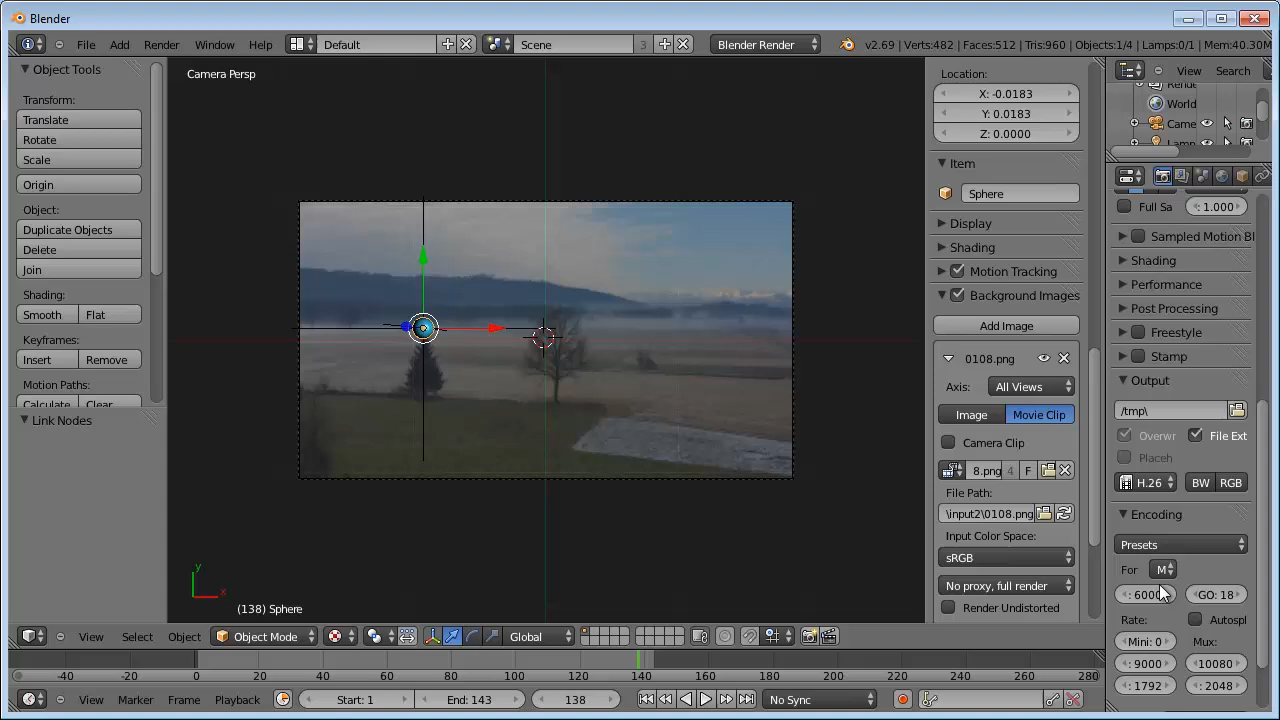 Blender
File Add Render Window Help Default Scene 3 Blender Render v2.69 | Verts:482 | Faces:512 | Tris:960 | Objects:1/4 | Lamps:0/1 | Mem:40.30M
Object Tools
Transform:
Translate
Rotate
Scale
Origin
Object:
Duplicate Objects
Delete
Join
Shading:
Smooth Flat
Keyframes:
Insert Remove
Motion Paths:
Calculate Clear
Link Nodes
Camera Persp
y
x
(138) Sphere
Location:
X: -0.0183
Y: 0.0183
Z: 0.0000
Item
Sphere
Display
Shading
Motion Tracking
Background Images
Add Image
0108.png
Axis: All Views
Image Movie Clip
Camera Clip
8.png 4 F
File Path:
\input2\0108.png
Input Color Space:
sRGB
No proxy, full render
Render Undistorted
View Search
Rende
World
Came
Lamp
Full Sa : 1.000
Sampled Motion Bl
Shading
Performance
Post Processing
Freestyle
Stamp
Output
/tmp\
Overwr File Ext
Placeh
H.26 BW RGB
Encoding
Presets
For M
: 6000 GO: 18
Rate: Autospl
Mini: 0 Mux:
: 9000 10080
: 1792 : 2048
View Select Object Object Mode Global
-40 -20 0 20 40 60 80 100 120 140 160 180 200 220 240 260
View Marker Frame Playback Start: 1 End: 143 138 No Sync